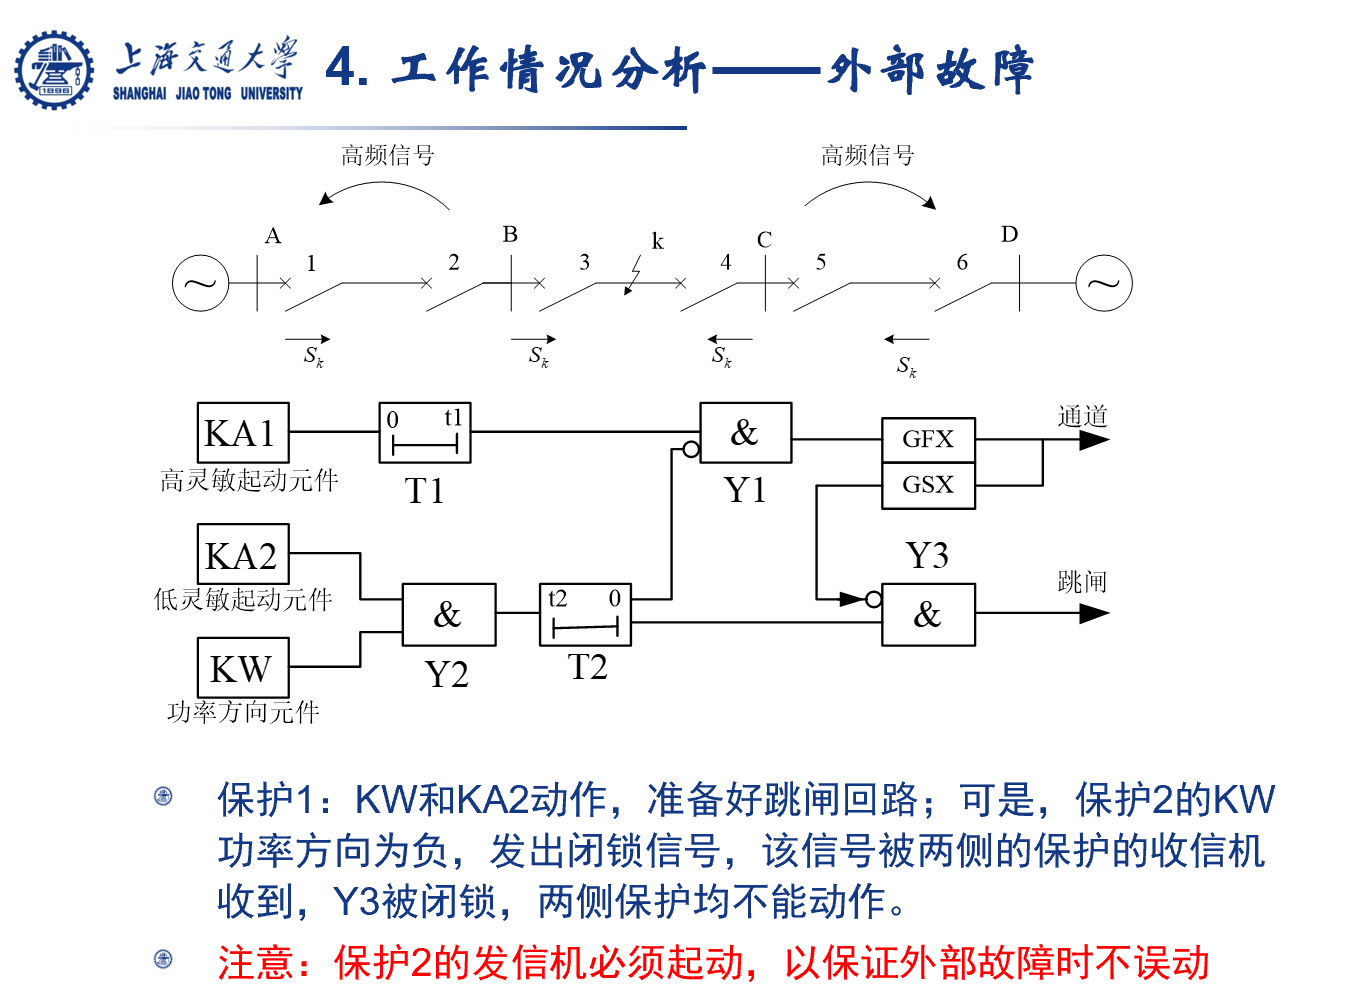 上海交通大学
SHANGHAI JIAO TONG UNIVERSITY
1896
4. 工作情况分析——外部故障
高频信号 高频信号
A 1 2 B 3 k 4 C 5 6 D
~ ~
Sk Sk Sk Sk
KA1 0 t1 & GFX 通道
高灵敏起动元件 T1 Y1 GSX
KA2 Y3
低灵敏起动元件 & t2 0 & 跳闸
KW Y2 T2
功率方向元件
保护1：KW和KA2动作，准备好跳闸回路；可是，保护2的KW
功率方向为负，发出闭锁信号，该信号被两侧的保护的收信机
收到，Y3被闭锁，两侧保护均不能动作。
注意：保护2的发信机必须起动，以保证外部故障时不误动